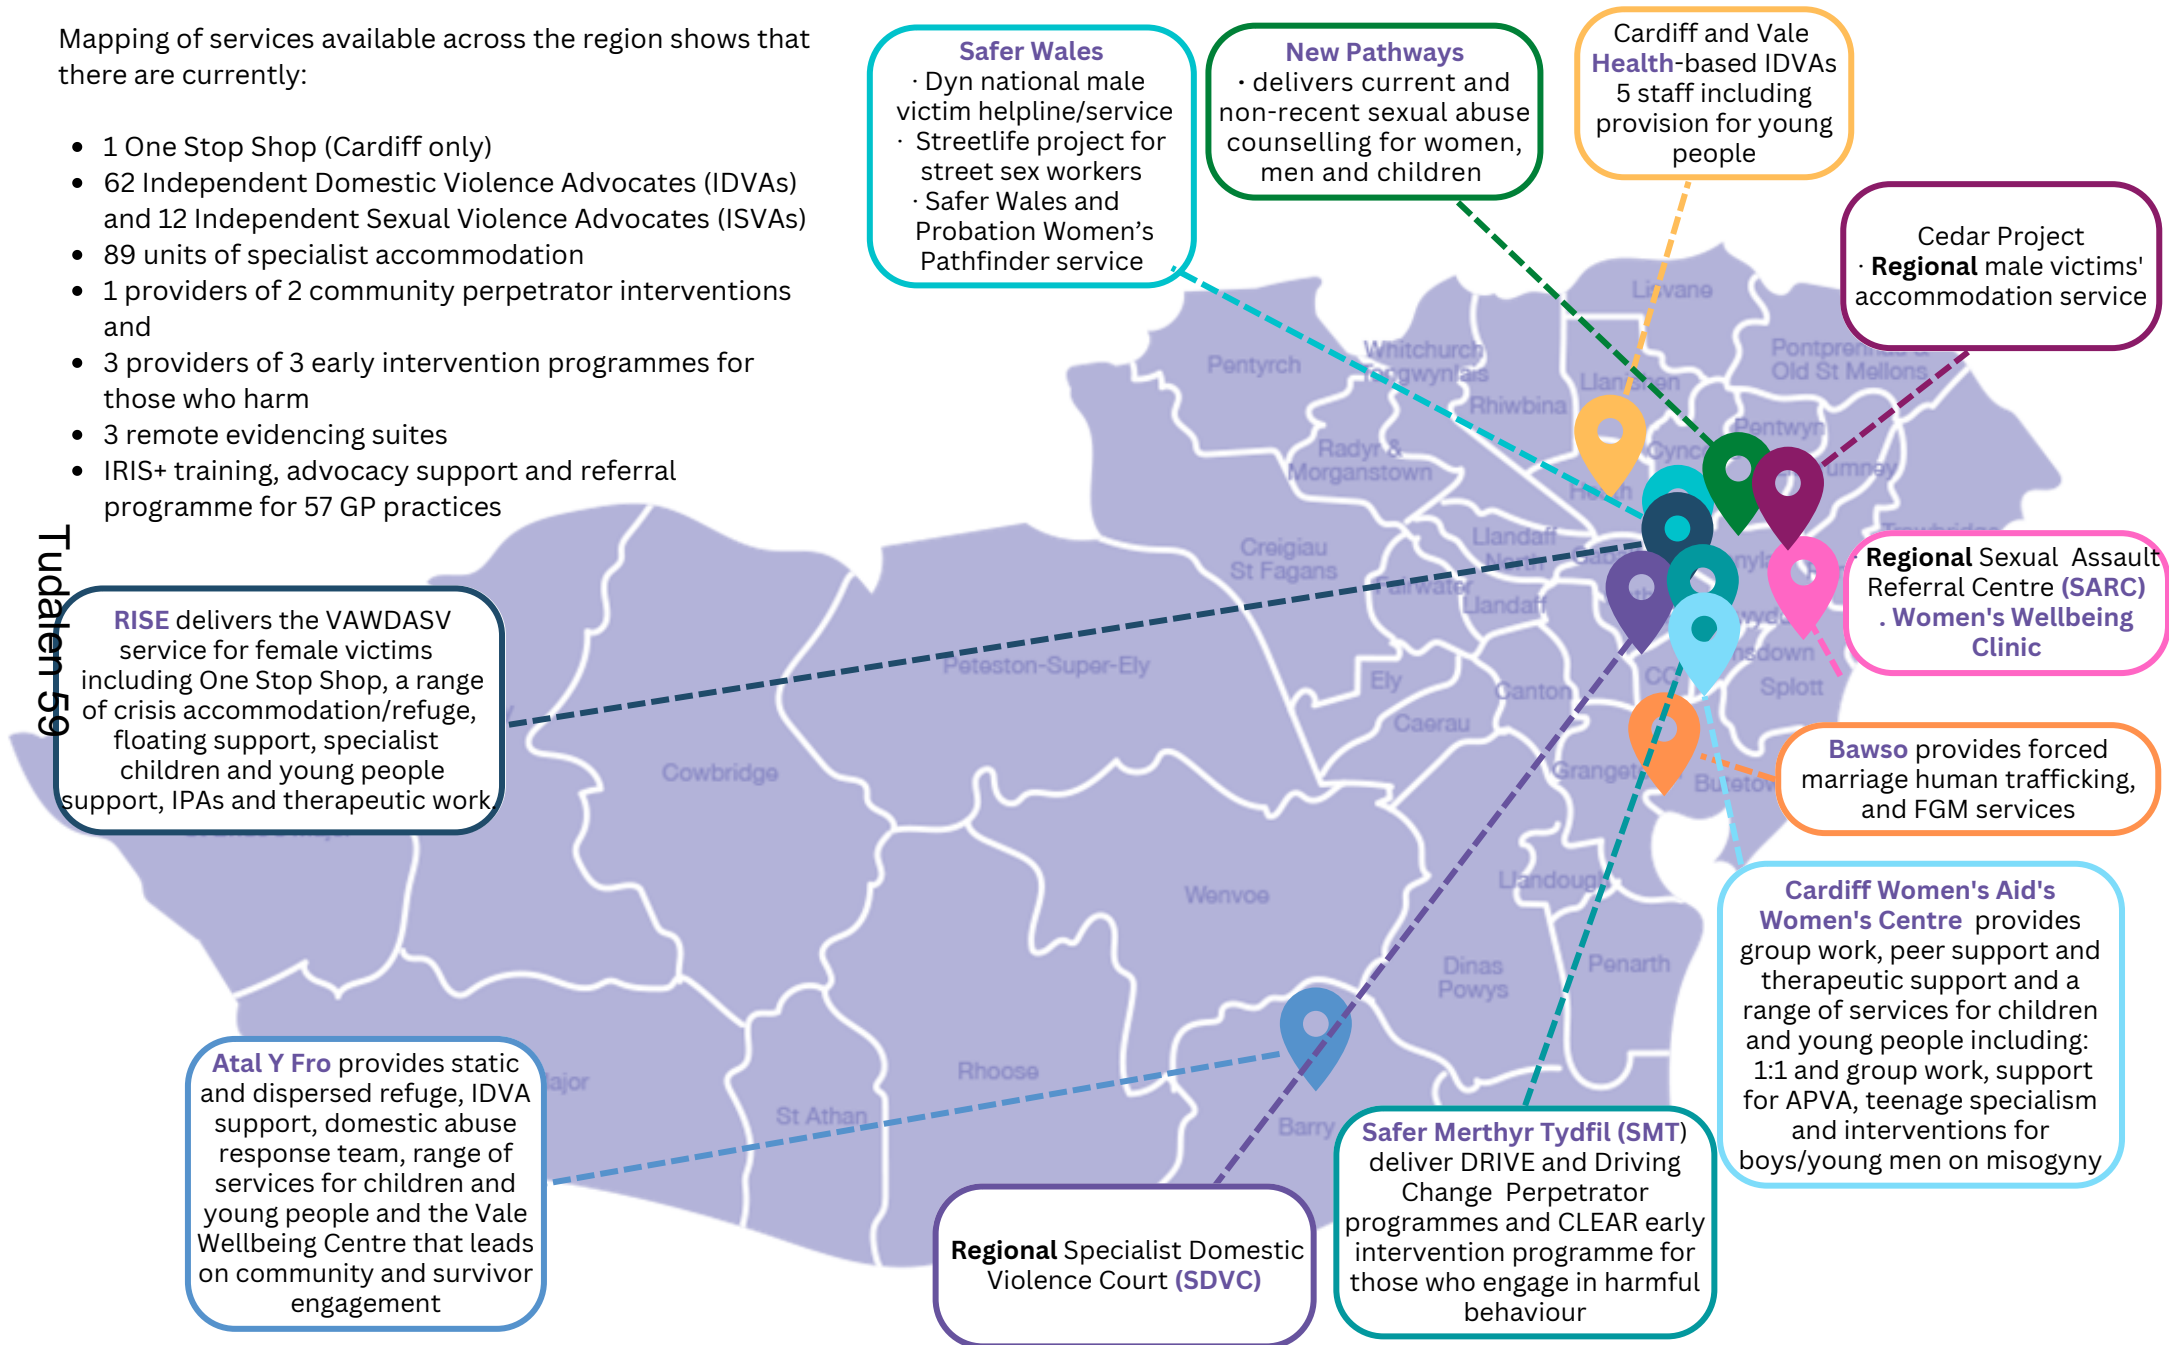 Mapping of services available across the region shows that
there are currently:
• 1 One Stop Shop (Cardiff only)
• 62 Independent Domestic Violence Advocates (IDVAs)
and 12 Independent Sexual Violence Advocates (ISVAs)
• 89 units of specialist accommodation
• 1 providers of 2 community perpetrator interventions
and
• 3 providers of 3 early intervention programmes for
those who harm
• 3 remote evidencing suites
• IRIS+ training, advocacy support and referral
programme for 57 GP practices
Tudalen 59
Safer Wales
· Dyn national male
victim helpline/service
· Streetlife project for
street sex workers
· Safer Wales and
Probation Women's
Pathfinder service
New Pathways
· delivers current and
non-recent sexual abuse
counselling for women,
men and children
Cardiff and Vale
Health-based IDVAs
5 staff including
provision for young
people
Cedar Project
· Regional male victims'
accommodation service
· Regional Sexual Assault
Referral Centre (SARC)
. Women's Wellbeing
Clinic
Bawso provides forced
marriage human trafficking,
and FGM services
Cardiff Women's Aid's
Women's Centre provides
group work, peer support and
therapeutic support and a
range of services for children
and young people including:
1:1 and group work, support
for APVA, teenage specialism
and interventions for
boys/young men on misogyny
Safer Merthyr Tydfil (SMT)
deliver DRIVE and Driving
Change Perpetrator
programmes and CLEAR early
intervention programme for
those who engage in harmful
behaviour
Regional Specialist Domestic
Violence Court (SDVC)
Atal Y Fro provides static
and dispersed refuge, IDVA
support, domestic abuse
response team, range of
services for children and
young people and the Vale
Wellbeing Centre that leads
on community and survivor
engagement
RISE delivers the VAWDASV
service for female victims
including One Stop Shop, a range
of crisis accommodation/refuge,
floating support, specialist
children and young people
support, IPAs and therapeutic work.
Lisvane
Pentyrch
Whitchurch
Tongwynlais
Llanishen
Pontprennau &
Old St Mellons
Rhiwbina
Pentwyn
Radyr &
Morganstown
Creigiau
St Fagans
Llandaff
North
Fairwater
Llandaff
Peterston-Super-Ely
Ely
Canton
Caerau
Splott
Cowbridge
Wenvoe
Llandough
Dinas
Powys
Penarth
Rhoose
St Athan
Barry